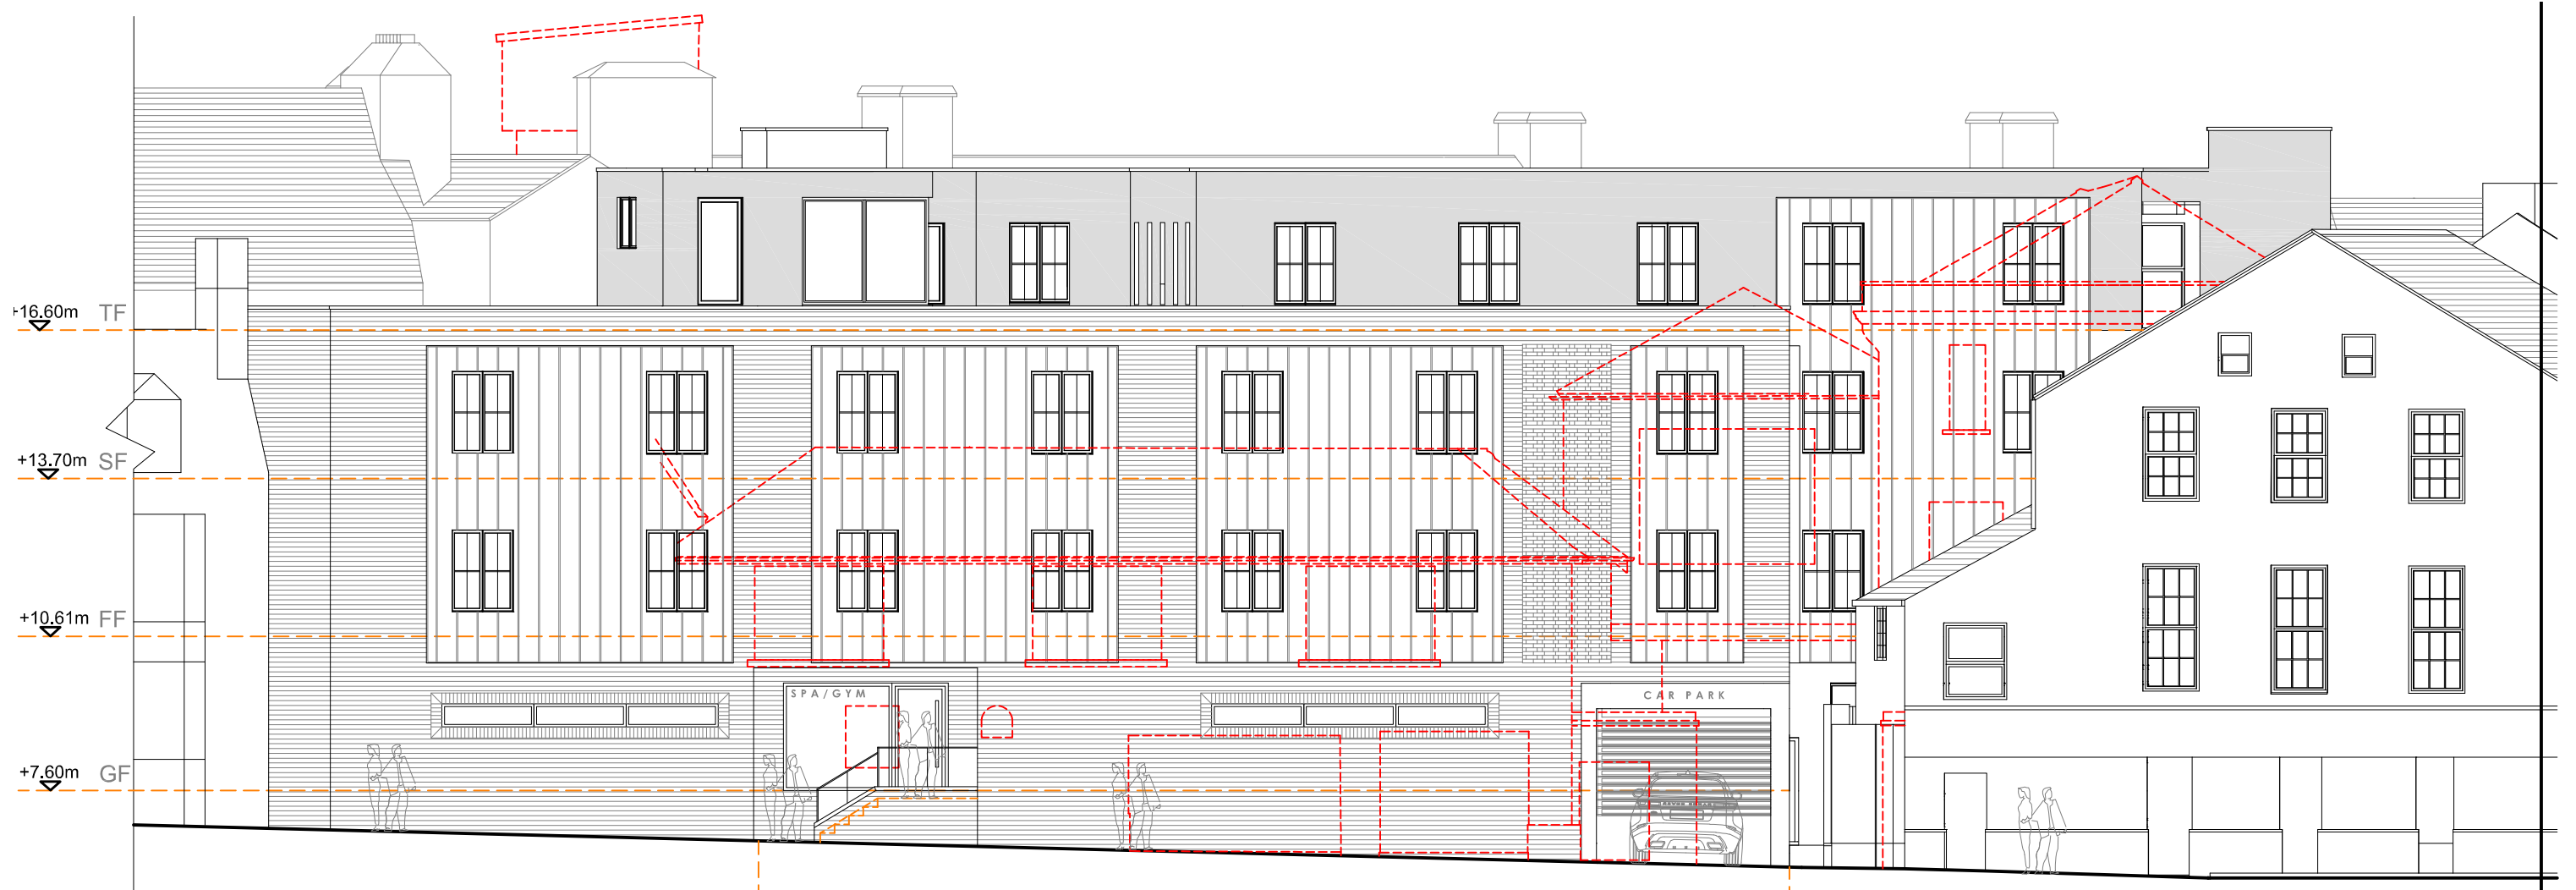 +16.60m TF
+13.70m SF
+10.61m FF
SPA/GYM
CAR PARK
+7.60m GF